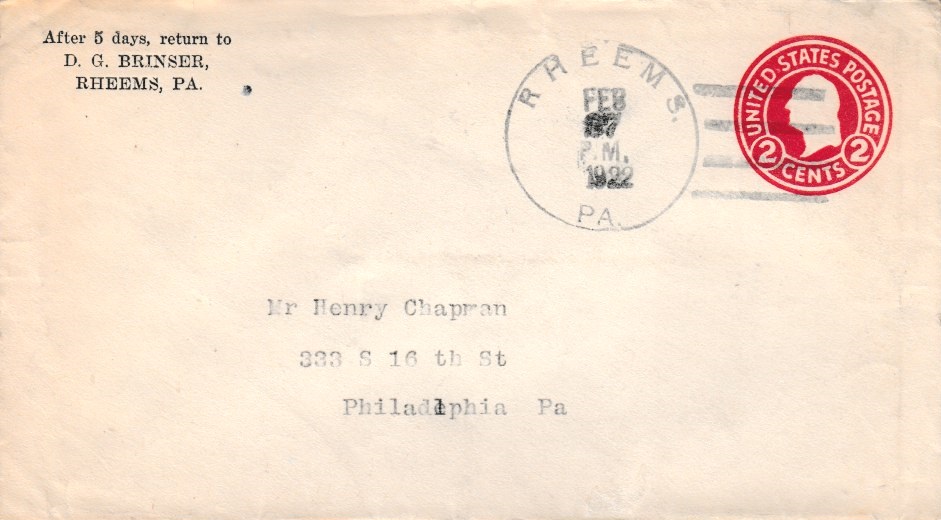 After 5 days, return to
D. G. BRINSER,
RHEEMS, PA.
RHEEMS.
FEB
P.M.
1922
PA.
UNITED STATES POSTAGE
2 CENTS 2
Mr Henry Chapman
333 S 16 th St
Philadlphia Pa